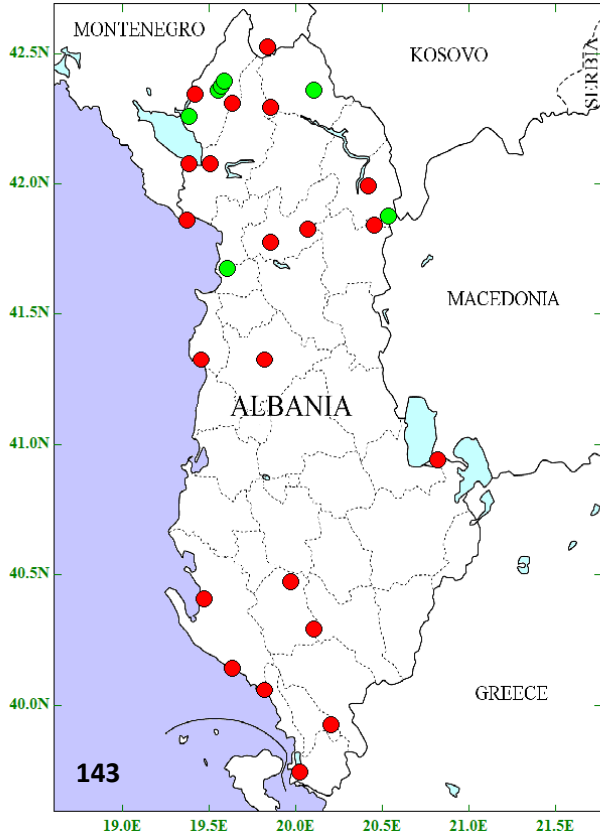 MONTENEGRO
KOSOVO
SERBIA
MACEDONIA
ALBANIA
GREECE
143
42.5N
42.0N
41.5N
41.0N
40.5N
40.0N
19.0E 19.5E 20.0E 20.5E 21.0E 21.5E